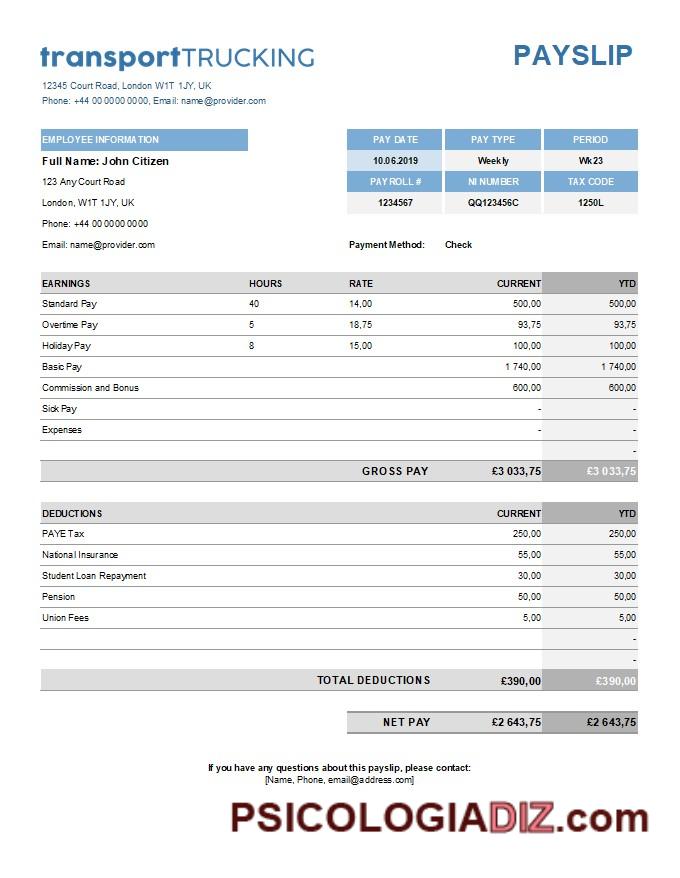 transportTRUCKING
PAYSLIP
12345 Court Road, London W1T 1JY, UK
Phone: +44 00 0000 0000, Email: name@provider.com
EMPLOYEE INFORMATION PAY DATE PAY TYPE PERIOD
Full Name: John Citizen 10.06.2019 Weekly Wk23
123 Any Court Road PAYROLL # NI NUMBER TAX CODE
London, W1T 1JY, UK 1234567 QQ123456C 1250L
Phone: +44 00 0000 0000
Email: name@provider.com Payment Method: Check
EARNINGS HOURS RATE CURRENT YTD
Standard Pay 40 14,00 500,00 500,00
Overtime Pay 5 18,75 93,75 93,75
Holiday Pay 8 15,00 100,00 100,00
Basic Pay 1 740,00 1 740,00
Commission and Bonus 600,00 600,00
Sick Pay - -
Expenses - -
-
GROSS PAY £3 033,75 £3 033,75
DEDUCTIONS CURRENT YTD
PAYE Tax 250,00 250,00
National Insurance 55,00 55,00
Student Loan Repayment 30,00 30,00
Pension 50,00 50,00
Union Fees 5,00 5,00
-
-
TOTAL DEDUCTIONS £390,00 £390,00
NET PAY £2 643,75 £2 643,75
If you have any questions about this payslip, please contact:
[Name, Phone, email@address.com]
PSICOLOGIADIZ.com